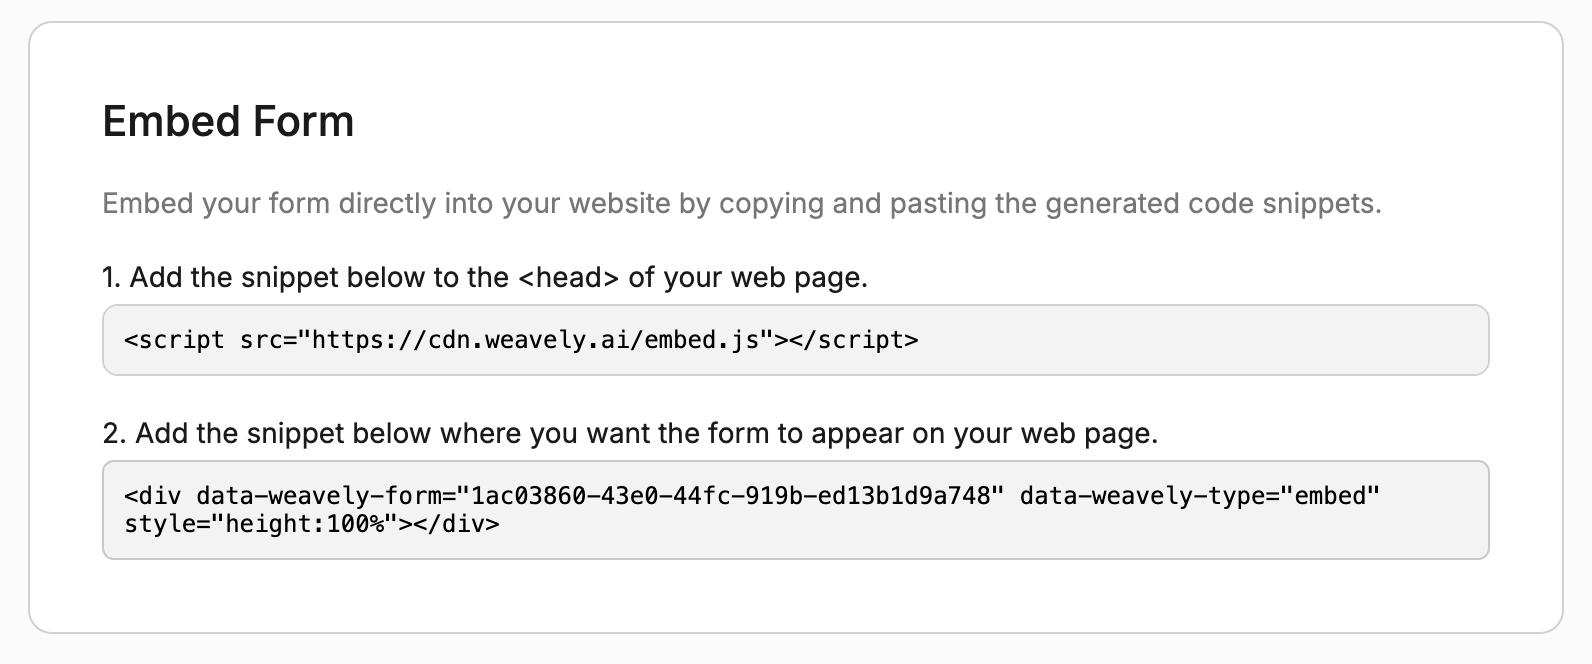 Embed Form
Embed your form directly into your website by copying and pasting the generated code snippets.
1. Add the snippet below to the <head> of your web page.
<script src="https://cdn.weavely.ai/embed.js"></script>
2. Add the snippet below where you want the form to appear on your web page.
<div data-weavely-form="1ac03860-43e0-44fc-919b-ed13b1d9a748" data-weavely-type="embed"
style="height:100%"></div>